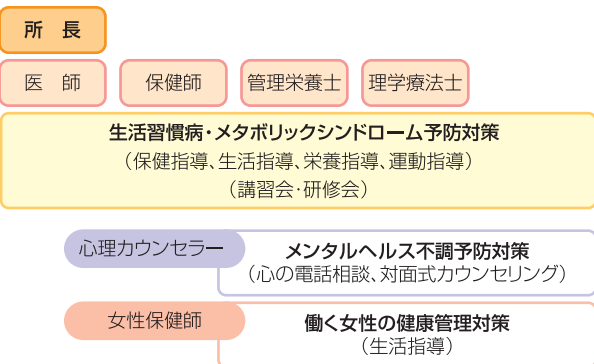 所　長
医　師　保健師　管理栄養士　理学療法士
生活習慣病・メタボリックシンドローム予防対策
（保健指導、生活指導、栄養指導、運動指導）
（講習会・研修会）
心理カウンセラー　メンタルヘルス不調予防対策
（心の電話相談、対面式カウンセリング）
女性保健師　働く女性の健康管理対策
（生活指導）